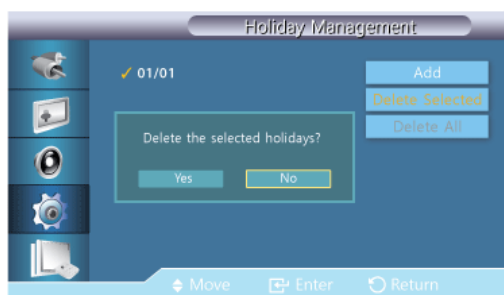 Holiday Management
✓ 01/01
Add
Delete Selected
Delete All
Delete the selected holidays?
Yes No
Move Enter Return